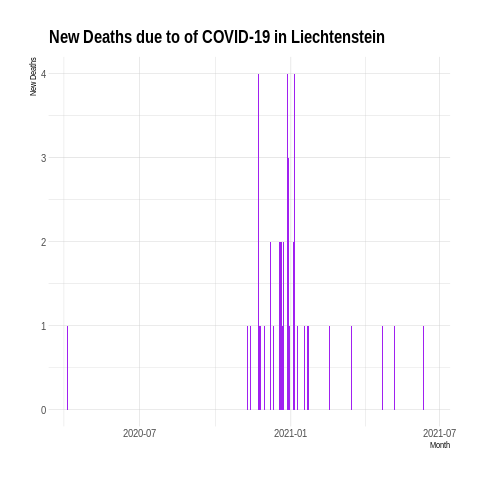 New Deaths due to of COVID-19 in Liechtenstein
New Deaths
4
3
2
1
0
2020-07
2021-01
2021-07
Month